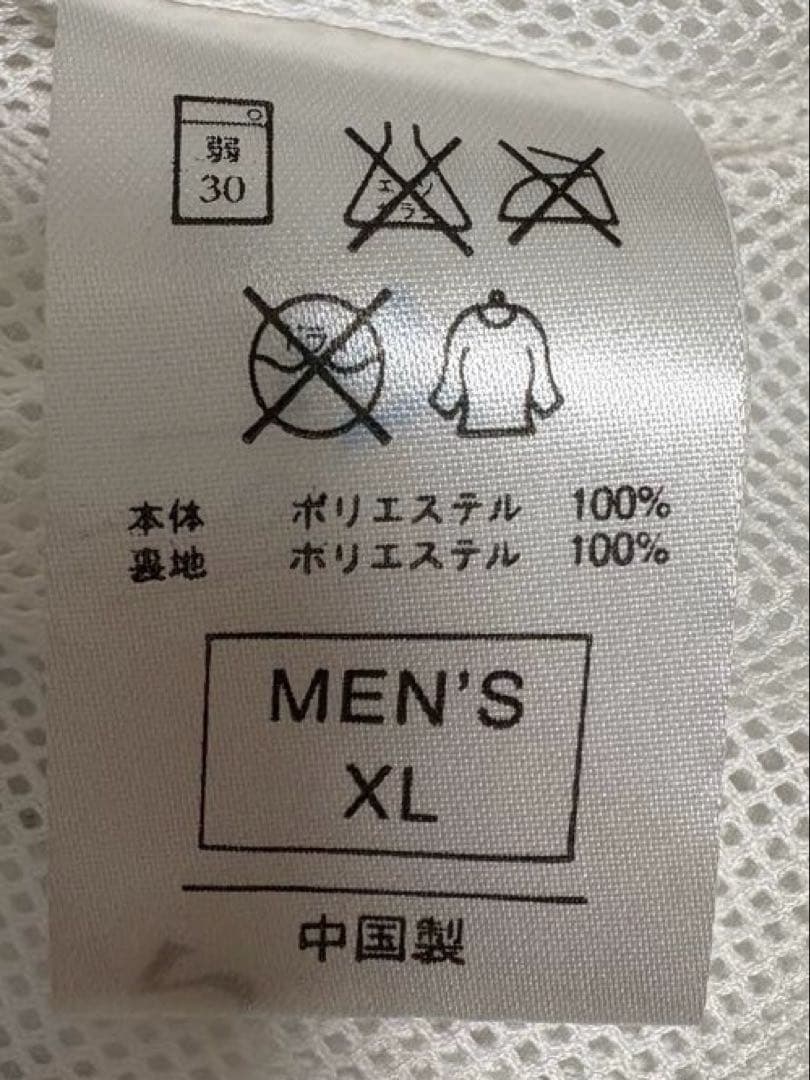 弱
30
本体 ポリエステル 100%
裏地 ポリエステル 100%
MEN'S
XL
中国製